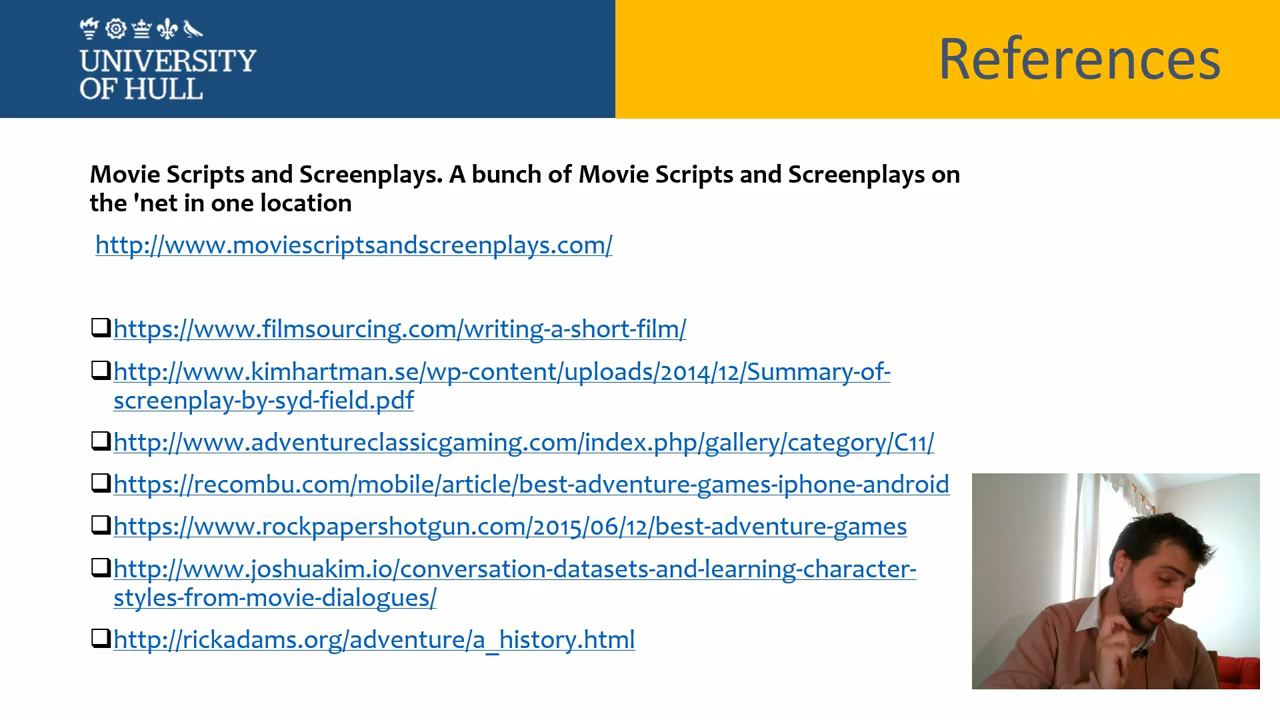 UNIVERSITY
OF HULL
References
Movie Scripts and Screenplays. A bunch of Movie Scripts and Screenplays on
the 'net in one location
http://www.moviescriptsandscreenplays.com/
https://www.filmsourcing.com/writing-a-short-film/
http://www.kimhartman.se/wp-content/uploads/2014/12/Summary-of-
screenplay-by-syd-field.pdf
http://www.adventureclassicgaming.com/index.php/gallery/category/C11/
https://recombu.com/mobile/article/best-adventure-games-iphone-android
https://www.rockpapershotgun.com/2015/06/12/best-adventure-games
http://www.joshuakim.io/conversation-datasets-and-learning-character-
styles-from-movie-dialogues/
http://rickadams.org/adventure/a_history.html